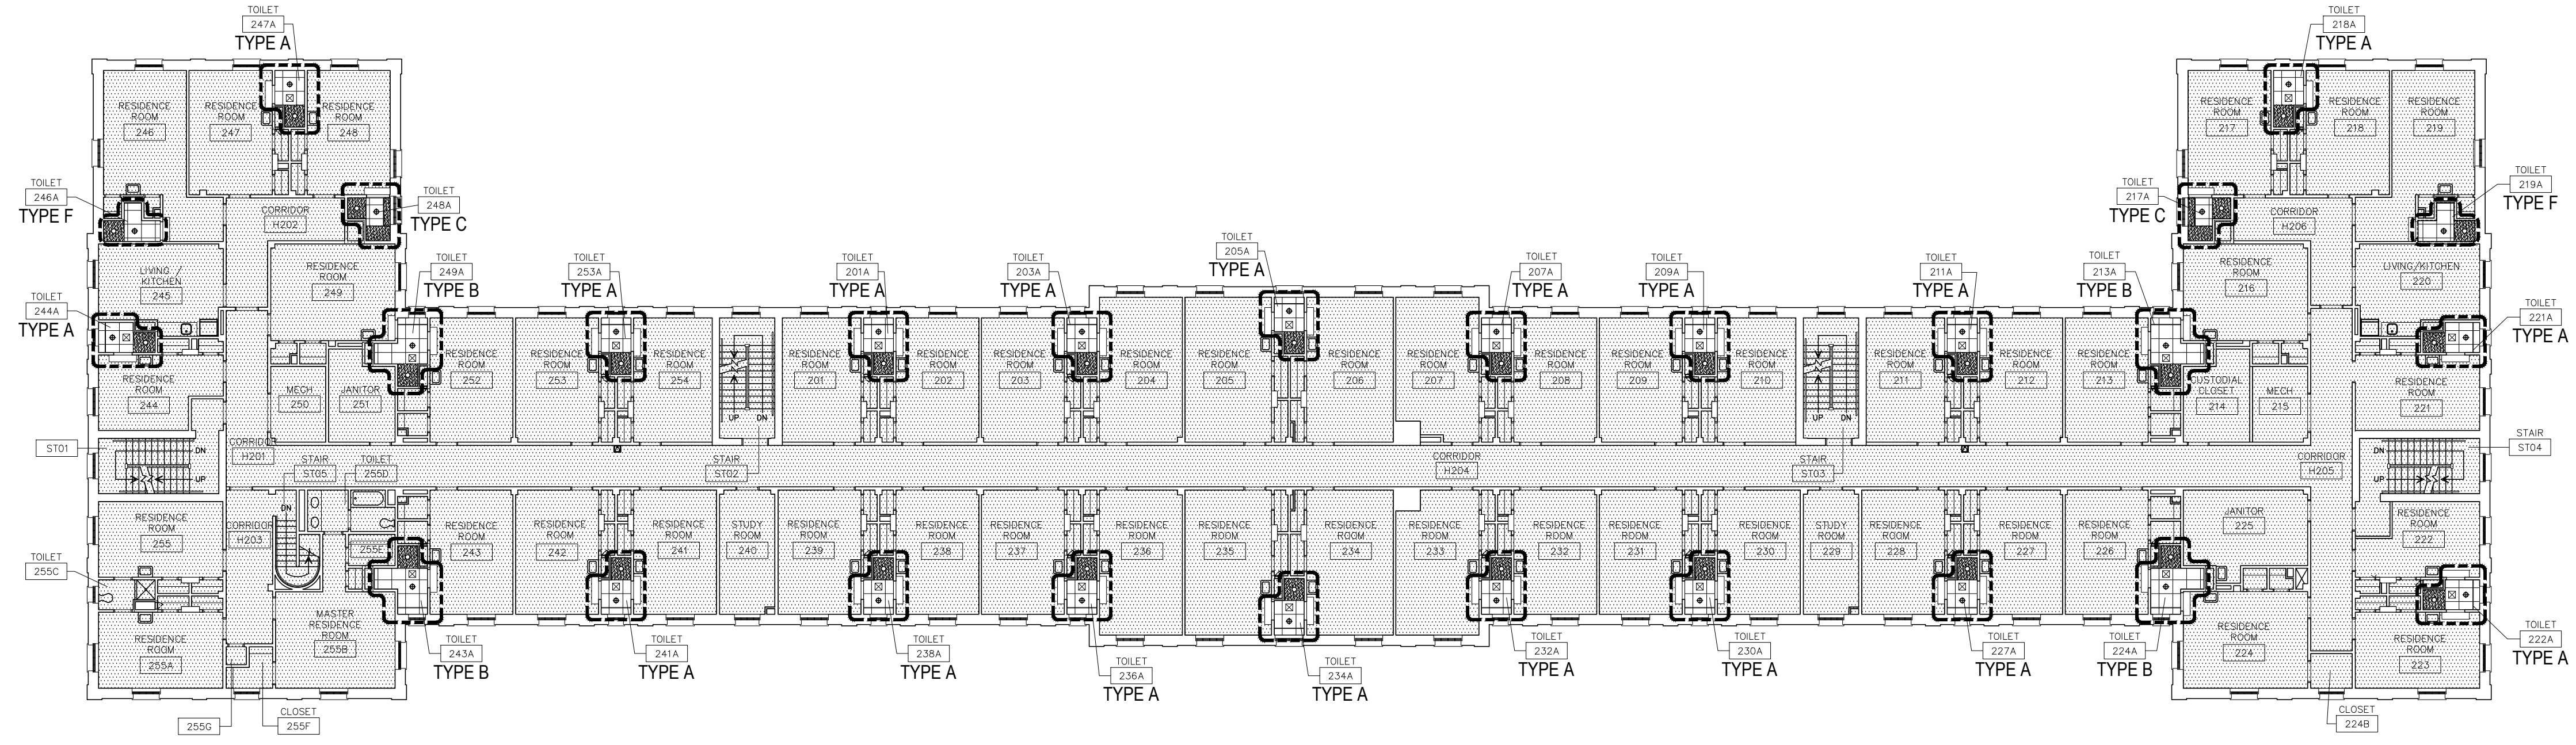 TOILET
247A
TYPE A
TOILET
218A
TYPE A
RESIDENCE
ROOM
246
RESIDENCE
ROOM
247
RESIDENCE
ROOM
248
RESIDENCE
ROOM
217
RESIDENCE
ROOM
218
RESIDENCE
ROOM
219
TOILET
246A
TYPE F
CORRIDOR
H202
TOILET
248A
TYPE C
TOILET
217A
TYPE C
CORRIDOR
H206
TOILET
219A
TYPE F
LIVING /
KITCHEN
245
RESIDENCE
ROOM
249
TOILET
249A
TYPE B
TOILET
253A
TYPE A
TOILET
201A
TYPE A
TOILET
203A
TYPE A
TOILET
205A
TYPE A
TOILET
207A
TYPE A
TOILET
209A
TYPE A
TOILET
211A
TYPE A
TOILET
213A
TYPE B
RESIDENCE
ROOM
216
LIVING/KITCHEN
220
TOILET
244A
TYPE A
TOILET
221A
TYPE A
RESIDENCE
ROOM
244
MECH
250
JANITOR
251
RESIDENCE
ROOM
252
RESIDENCE
ROOM
253
RESIDENCE
ROOM
254
UP
DN
RESIDENCE
ROOM
201
RESIDENCE
ROOM
202
RESIDENCE
ROOM
203
RESIDENCE
ROOM
204
RESIDENCE
ROOM
205
RESIDENCE
ROOM
206
RESIDENCE
ROOM
207
RESIDENCE
ROOM
208
RESIDENCE
ROOM
209
RESIDENCE
ROOM
210
UP
DN
RESIDENCE
ROOM
211
RESIDENCE
ROOM
212
RESIDENCE
ROOM
213
CUSTODIAL
CLOSET
214
MECH
215
RESIDENCE
ROOM
221
ST01
DN
UP
CORRIDOR
H201
STAIR
ST05
TOILET
255D
STAIR
ST02
CORRIDOR
H204
STAIR
ST03
CORRIDOR
H205
DN
UP
STAIR
ST04
RESIDENCE
ROOM
255
CORRIDOR
H203
DN
255E
RESIDENCE
ROOM
243
RESIDENCE
ROOM
242
RESIDENCE
ROOM
241
STUDY
ROOM
240
RESIDENCE
ROOM
239
RESIDENCE
ROOM
238
RESIDENCE
ROOM
237
RESIDENCE
ROOM
236
RESIDENCE
ROOM
235
RESIDENCE
ROOM
234
RESIDENCE
ROOM
233
RESIDENCE
ROOM
232
RESIDENCE
ROOM
231
RESIDENCE
ROOM
230
STUDY
ROOM
229
RESIDENCE
ROOM
228
RESIDENCE
ROOM
227
RESIDENCE
ROOM
226
JANITOR
225
RESIDENCE
ROOM
222
TOILET
255C
RESIDENCE
ROOM
255A
MASTER
RESIDENCE
ROOM
255B
TOILET
243A
TYPE B
TOILET
241A
TYPE A
TOILET
238A
TYPE A
TOILET
236A
TYPE A
TOILET
234A
TYPE A
TOILET
232A
TYPE A
TOILET
230A
TYPE A
TOILET
227A
TYPE A
TOILET
224A
TYPE B
RESIDENCE
ROOM
224
RESIDENCE
ROOM
223
TOILET
222A
TYPE A
255G
CLOSET
255F
CLOSET
224B